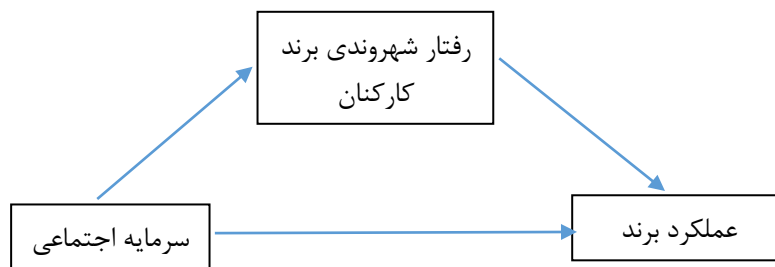 رفتار شهروندی برند
کارکنان
عملکرد برند
سرمایه اجتماعی